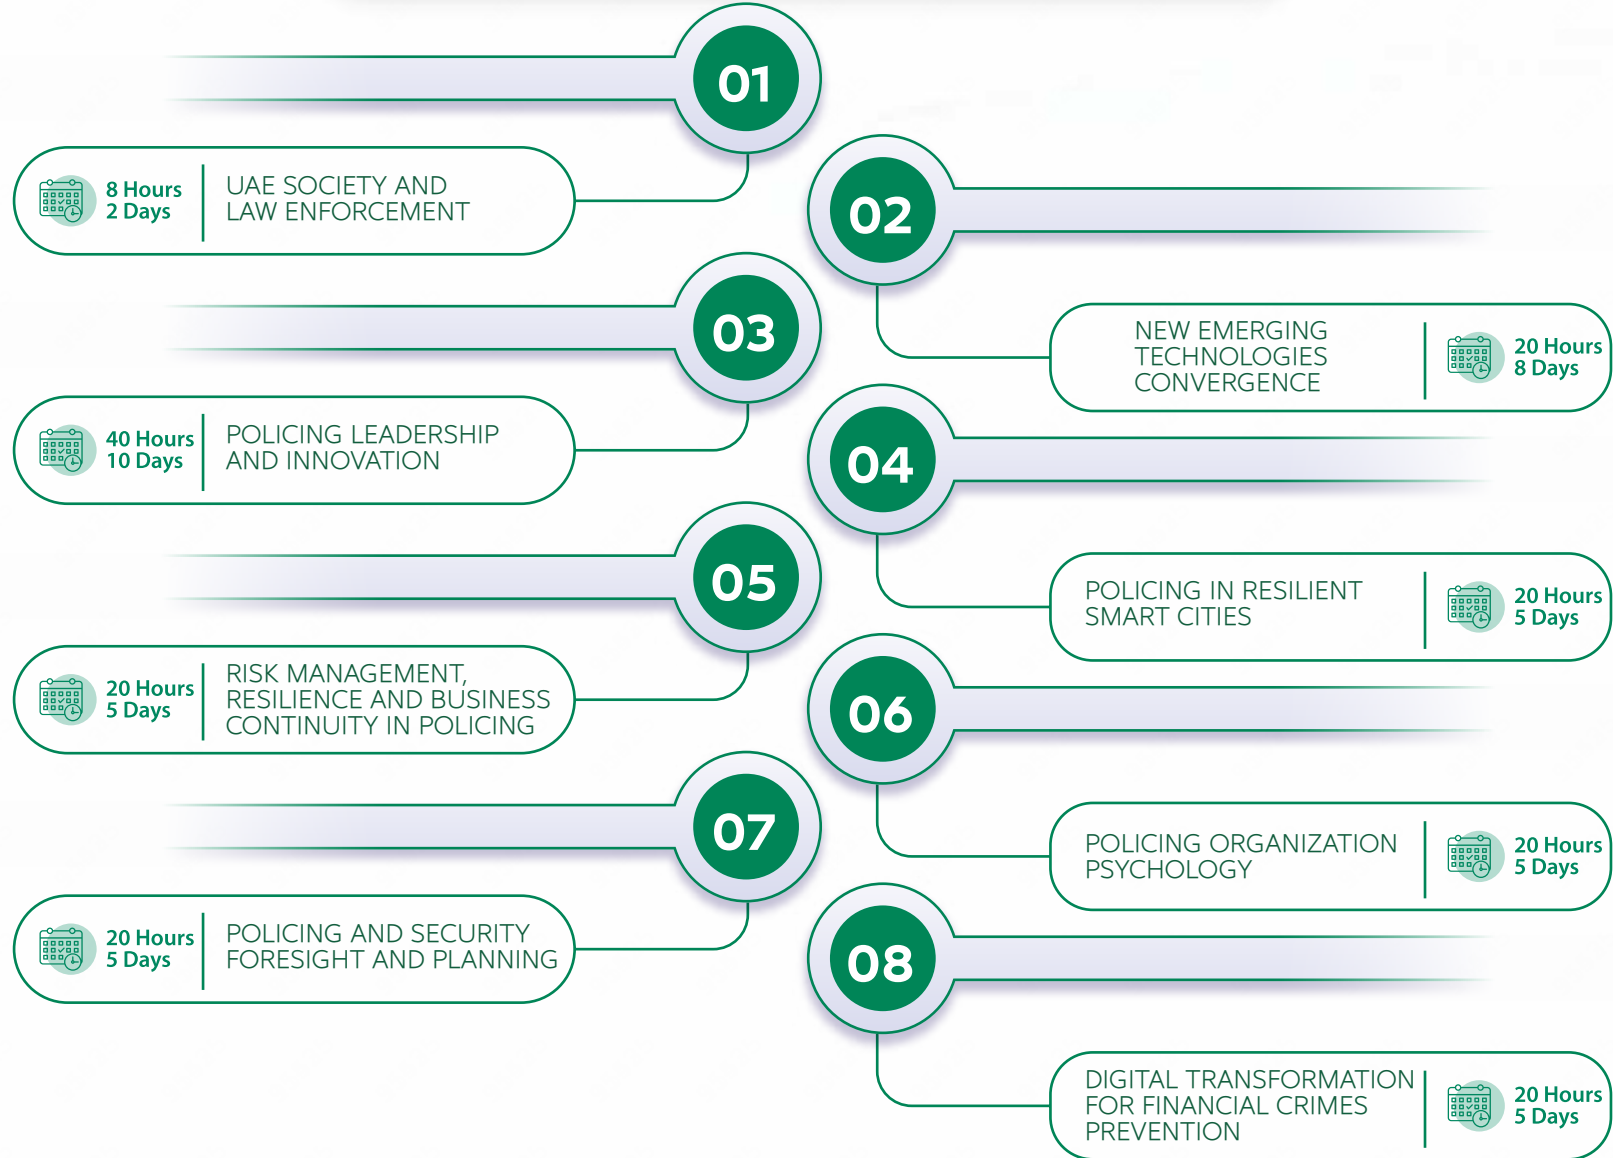 01
8 Hours
2 Days
UAE SOCIETY AND
LAW ENFORCEMENT
02
NEW EMERGING
TECHNOLOGIES
CONVERGENCE
20 Hours
8 Days
03
40 Hours
10 Days
POLICING LEADERSHIP
AND INNOVATION
04
POLICING IN RESILIENT
SMART CITIES
20 Hours
5 Days
05
20 Hours
5 Days
RISK MANAGEMENT,
RESILIENCE AND BUSINESS
CONTINUITY IN POLICING
06
POLICING ORGANIZATION
PSYCHOLOGY
20 Hours
5 Days
07
20 Hours
5 Days
POLICING AND SECURITY
FORESIGHT AND PLANNING
08
DIGITAL TRANSFORMATION
FOR FINANCIAL CRIMES
PREVENTION
20 Hours
5 Days